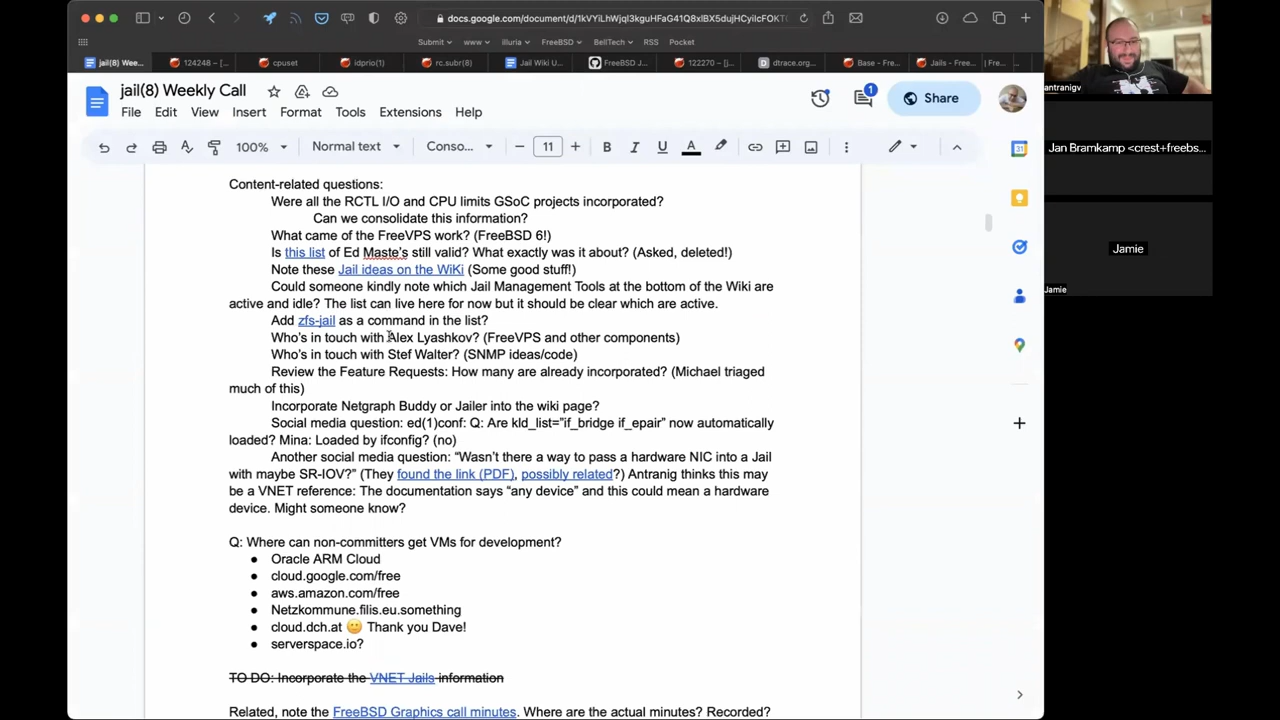 docs.google.com/document/d/1kVYiLhWjqI3kguHFaG41Q8xIBX5dujHCyiIcFOKT
Submit www illuria FreeBSD BellTech RSS Pocket
jail(8) Wee... 124248 – [... cpuset idprio(1) rc.subr(8) Jail Wiki U... FreeBSD J... 122270 – [j... dtrace.org... Base - Fre... Jails - Free... | Fre...
jail(8) Weekly Call
File Edit View Insert Format Tools Extensions Help
1
Share
100% Normal text Conso... 11 B I U A
Content-related questions:
Were all the RCTL I/O and CPU limits GSoC projects incorporated?
Can we consolidate this information?
What came of the FreeVPS work? (FreeBSD 6!)
Is this list of Ed Maste's still valid? What exactly was it about? (Asked, deleted!)
Note these Jail ideas on the WiKi (Some good stuff!)
Could someone kindly note which Jail Management Tools at the bottom of the Wiki are
active and idle? The list can live here for now but it should be clear which are active.
Add zfs-jail as a command in the list?
Who's in touch with Alex Lyashkov? (FreeVPS and other components)
Who's in touch with Stef Walter? (SNMP ideas/code)
Review the Feature Requests: How many are already incorporated? (Michael triaged
much of this)
Incorporate Netgraph Buddy or Jailer into the wiki page?
Social media question: ed(1)conf: Q: Are kld_list="if_bridge if_epair" now automatically
loaded? Mina: Loaded by ifconfig? (no)
Another social media question: "Wasn't there a way to pass a hardware NIC into a Jail
with maybe SR-IOV?" (They found the link (PDF), possibly related?) Antranig thinks this may
be a VNET reference: The documentation says "any device" and this could mean a hardware
device. Might someone know?
Q: Where can non-committers get VMs for development?
● Oracle ARM Cloud
● cloud.google.com/free
● aws.amazon.com/free
● Netzkommune.filis.eu.something
● cloud.dch.at 😊 Thank you Dave!
● serverspace.io?
TO DO: Incorporate the VNET Jails information
Related, note the FreeBSD Graphics call minutes. Where are the actual minutes? Recorded?
antranigv
Jan Bramkamp <crest+freebs...
Jamie
Jamie